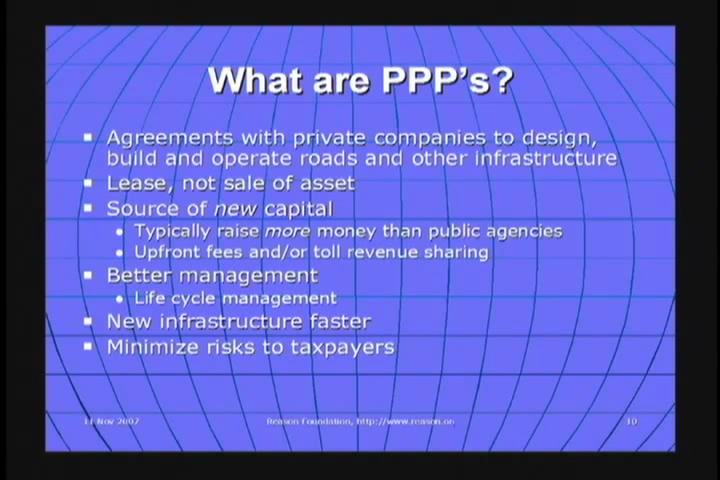 What are PPP's?
Agreements with private companies to design,
build and operate roads and other infrastructure
Lease, not sale of asset
Source of new capital
Typically raise more money than public agencies
Upfront fees and/or toll revenue sharing
Better management
Life cycle management
New infrastructure faster
Minimize risks to taxpayers
11 Nov 2007
Reason Foundation, http://www.reason.org
10